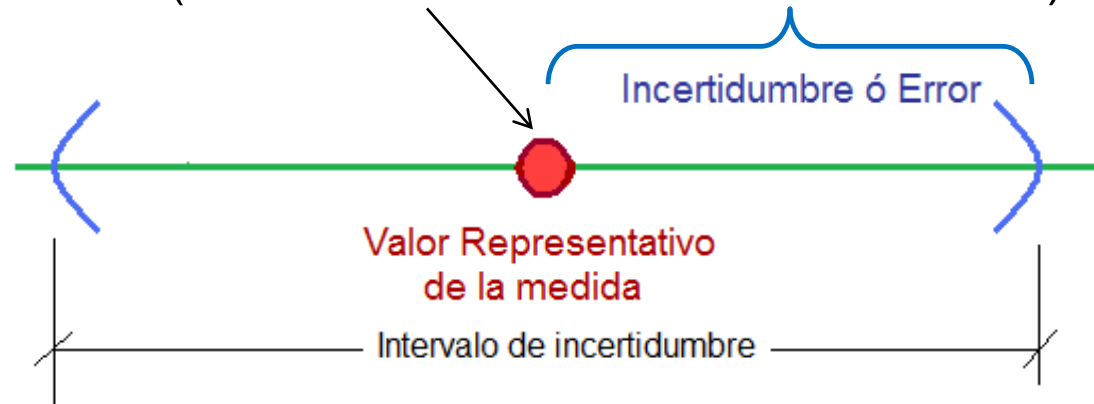 Incertidumbre ó Error
Valor Representativo
de la medida
Intervalo de incertidumbre